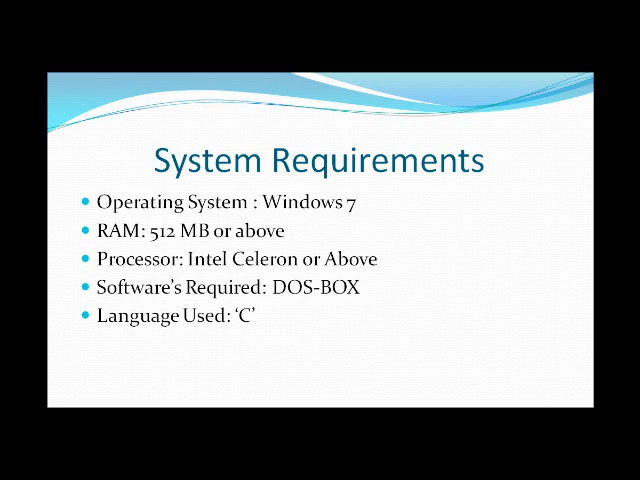 System Requirements
Operating System : Windows 7
RAM: 512 MB or above
Processor: Intel Celeron or Above
Software’s Required: DOS-BOX
Language Used: ‘C’